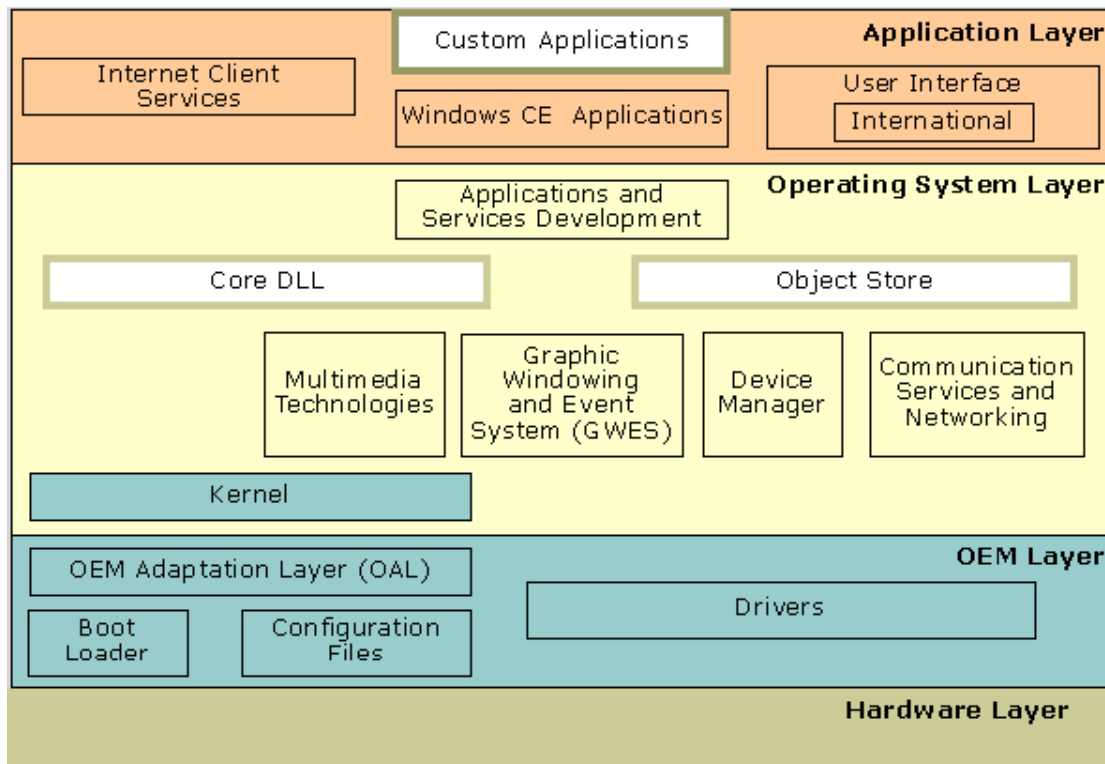 Custom Applications
Application Layer
Internet Client
Services
User Interface
Windows CE  Applications
International
Operating System Layer
Applications and
Services Development
Core DLL
Object Store
Multimedia
Technologies
Graphic
Windowing
and Event
System (GWES)
Device
Manager
Communication
Services and
Networking
Kernel
OEM Layer
OEM Adaptation Layer (OAL)
Drivers
Boot
Loader
Configuration
Files
Hardware Layer